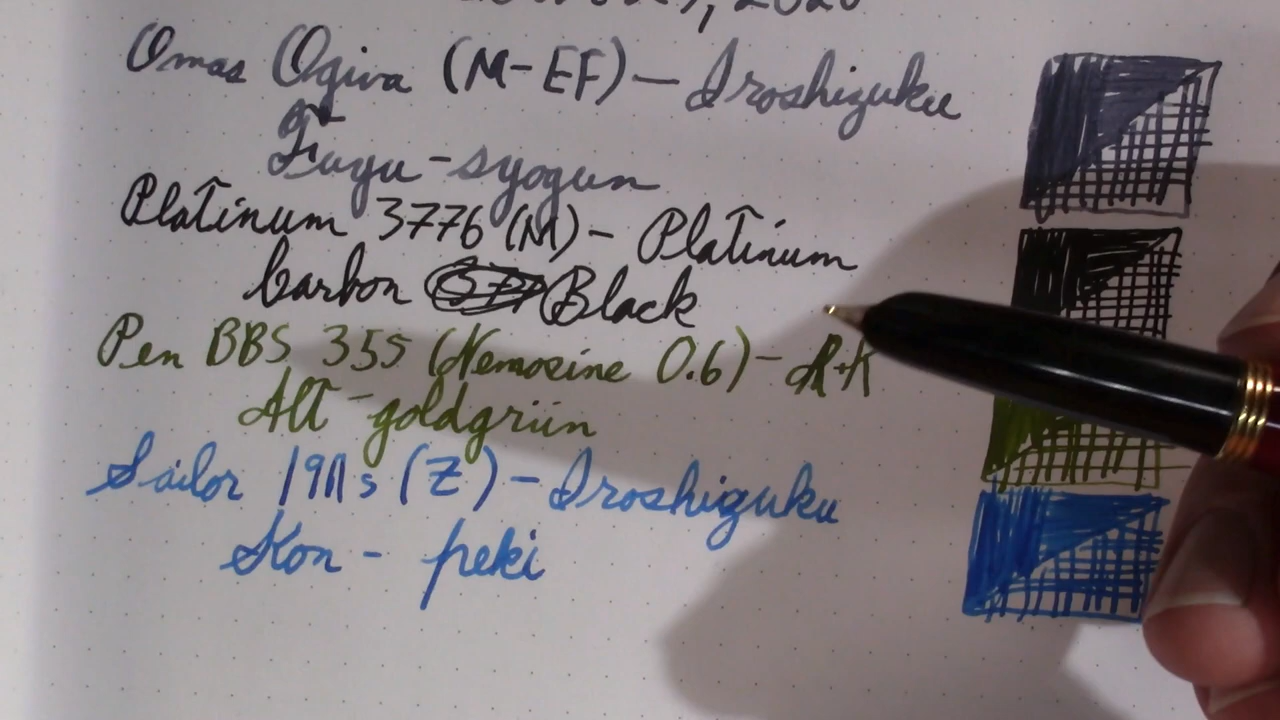 2020
Omas Ogiva (M-EF) — Iroshizuku
Fuyu-syogun
Platinum 3776 (M) - Platinum
Carbon Black
Pen BBS 355 (Nemosine 0.6) - R+K
Alt-goldgrün
Sailor 1911s (Z) - Iroshizuku
Kon - peki